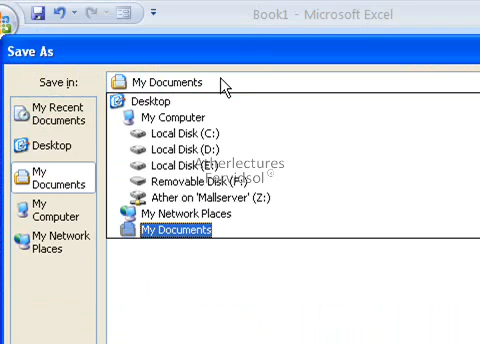 Book1 - Microsoft Excel
Save As
Save in:
My Documents
My Recent
Documents
Desktop
My
Documents
My
Computer
My Network
Places
Desktop
My Computer
Local Disk (C:)
Local Disk (D:)
Local Disk (E:)
Removable Disk (F:)
Ather on 'Mallserver' (Z:)
My Network Places
My Documents
Atherlectures
Fervidsol